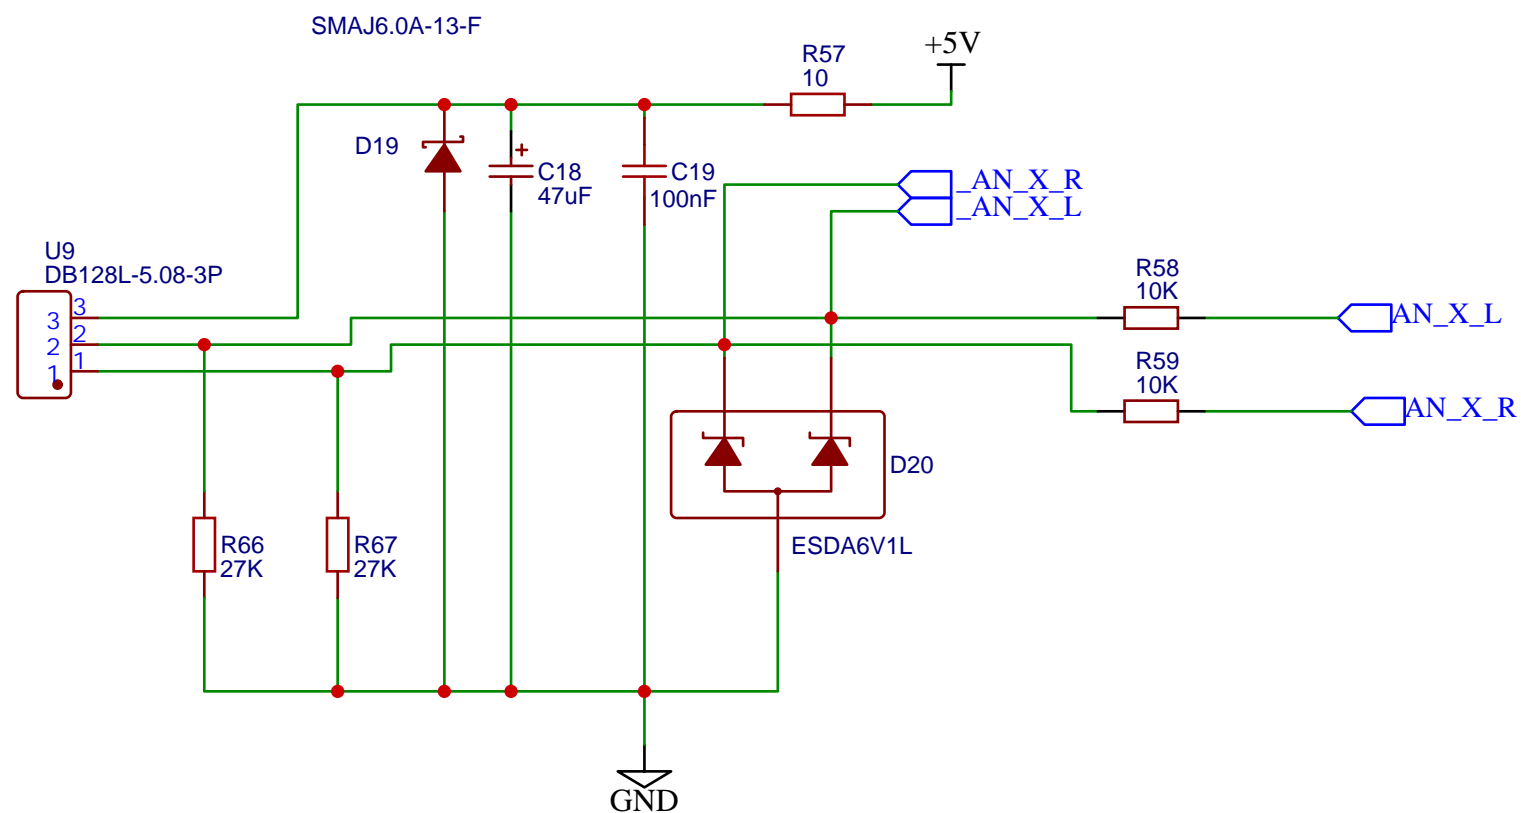 SMAJ6.0A-13-F
+5V
R57
10
D19
+
C18
47uF
C19
100nF
_AN_X_R
_AN_X_L
U9
DB128L-5.08-3P
3
3
2
2
1
1
R58
10K
AN_X_L
R59
10K
AN_X_R
D20
ESDA6V1L
R66
27K
R67
27K
GND